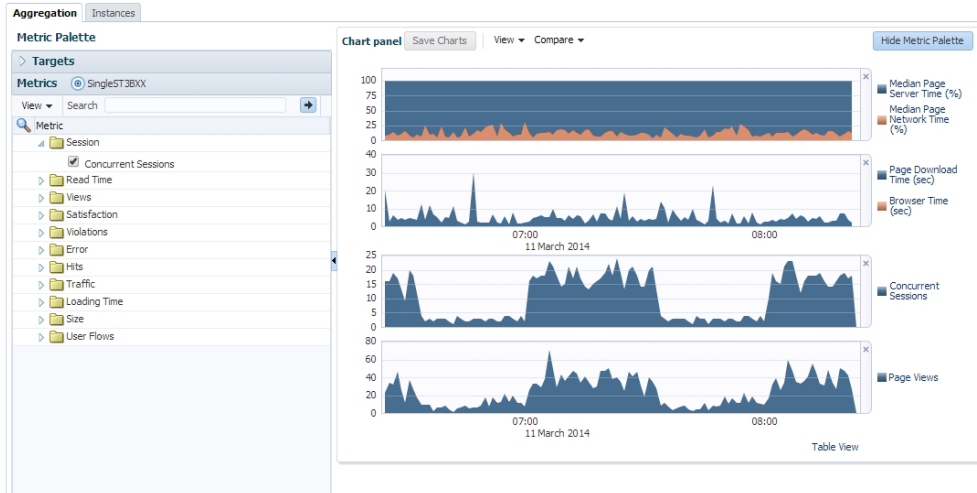 Aggregation
Instances
Metric Palette
Targets
Metrics SingleST3BXX
View Search
Metric
Session
Concurrent Sessions
Read Time
Views
Satisfaction
Violations
Error
Hits
Traffic
Loading Time
Size
User Flows
Chart panel Save Charts View Compare Hide Metric Palette
100
75
50
25
0
Median Page
Server Time (%)
Median Page
Network Time
(%)
40
30
20
10
0
07:00 08:00
11 March 2014
Page Download
Time (sec)
Browser Time
(sec)
25
20
15
10
5
0
Concurrent
Sessions
80
60
40
20
0
07:00 08:00
11 March 2014
Page Views
Table View